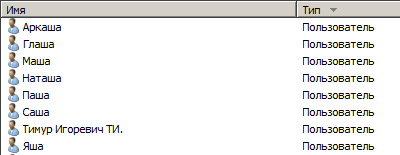 Имя Тип
Аркаша Пользователь
Глаша Пользователь
Маша Пользователь
Наташа Пользователь
Паша Пользователь
Саша Пользователь
Тимур Игоревич ТИ. Пользователь
Яша Пользователь